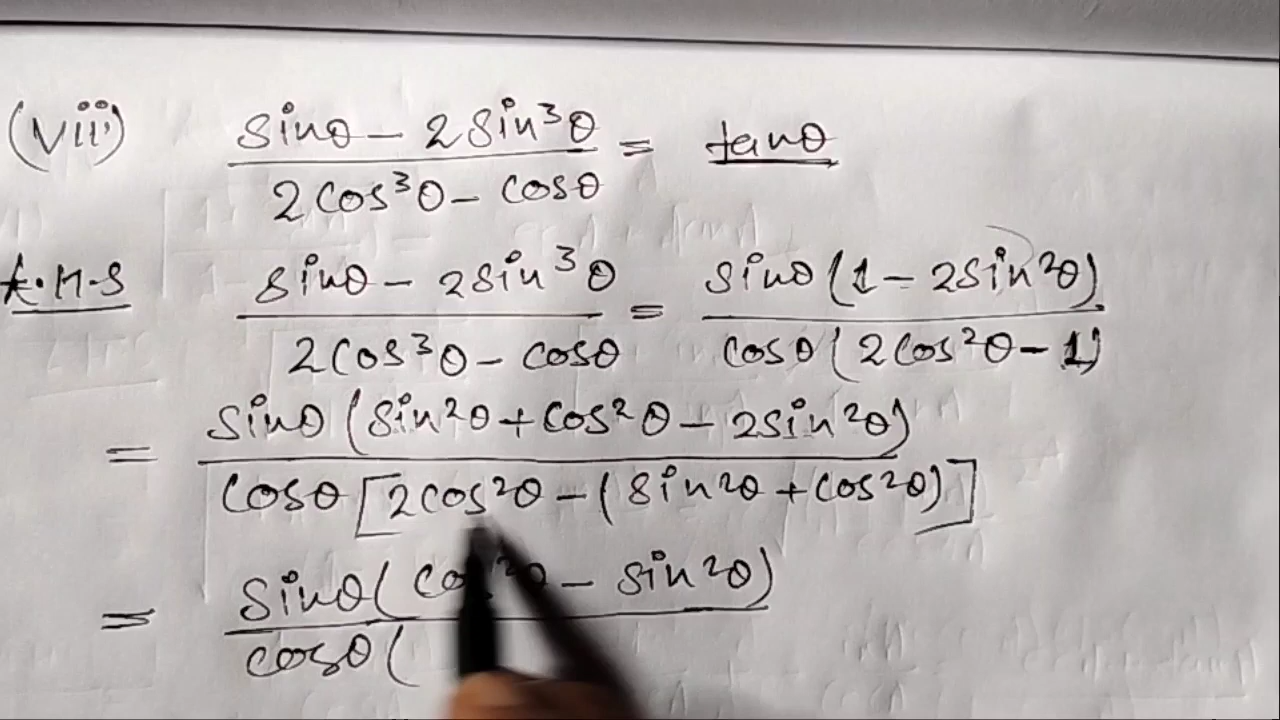 (vii) sinθ - 2sin³θ / 2cos³θ - cosθ = tanθ
L.H.S sinθ - 2sin³θ / 2cos³θ - cosθ = sinθ(1 - 2sin²θ) / cosθ(2cos²θ - 1)
= sinθ(sin²θ + cos²θ - 2sin²θ) / cosθ[2cos²θ - (sin²θ + cos²θ)]
= sinθ(cos²θ - sin²θ) / cosθ(